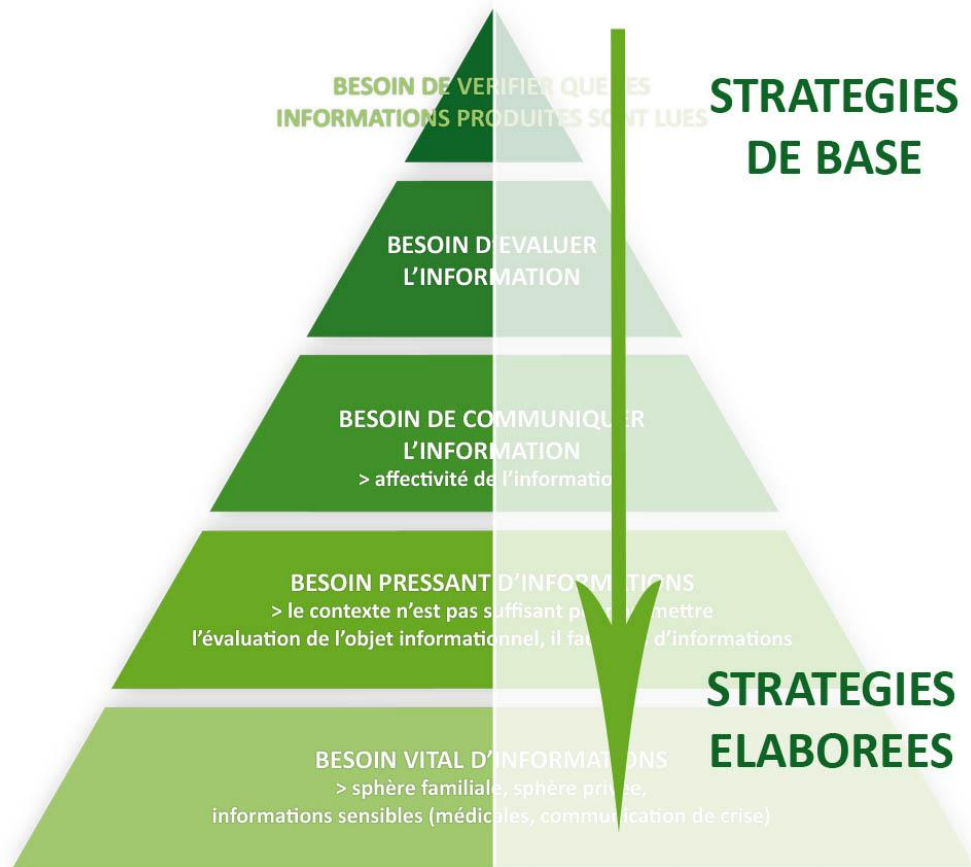 BESOIN DE VERIFIER QUE LES
INFORMATIONS PRODUITES SONT LUES
STRATEGIES
DE BASE
BESOIN D'EVALUER
L'INFORMATION
BESOIN DE COMMUNIQUER
L'INFORMATION
> affectivité de l'information
BESOIN PRESSANT D'INFORMATIONS
> le contexte n'est pas suffisant pour permettre
l'évaluation de l'objet informationnel, il faut d'informations
STRATEGIES
ELABOREES
BESOIN VITAL D'INFORMATIONS
> sphère familiale, sphère privée,
informations sensibles (médicales, communication de crise)